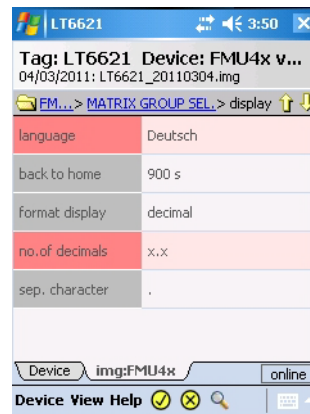 LT6621 3:50
Tag: LT6621 Device: FMU4x v...
04/03/2011: LT6621_20110304.img
FM...> MATRIX GROUP SEL.> display
language Deutsch
back to home 900 s
format display decimal
no.of decimals x.x
sep. character .
Device img:FMU4x online
Device View Help